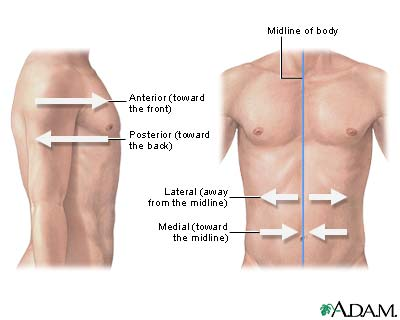 Midline of body
Anterior (toward
the front)
Posterior (toward
the back)
Lateral (away
from the midline)
Medial (toward
the midline)
ADAM.